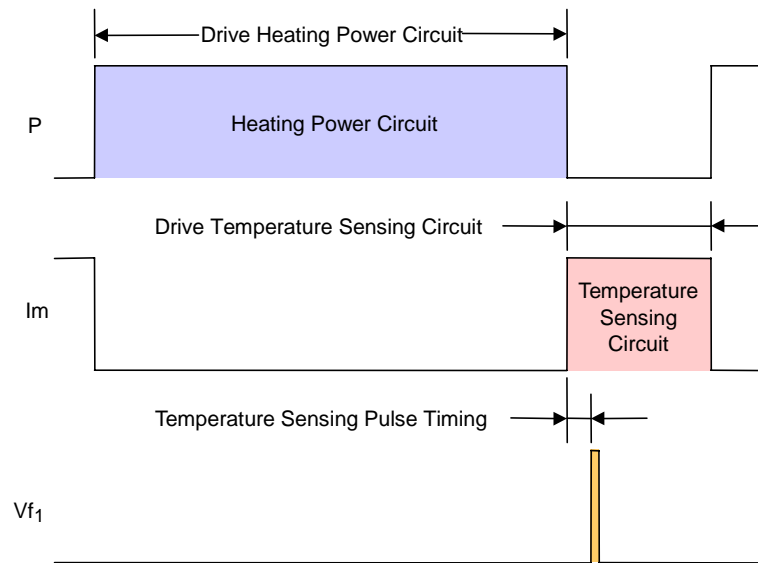 Drive Heating Power Circuit
P
Heating Power Circuit
Drive Temperature Sensing Circuit
Im
Temperature
Sensing
Circuit
Temperature Sensing Pulse Timing
Vf1